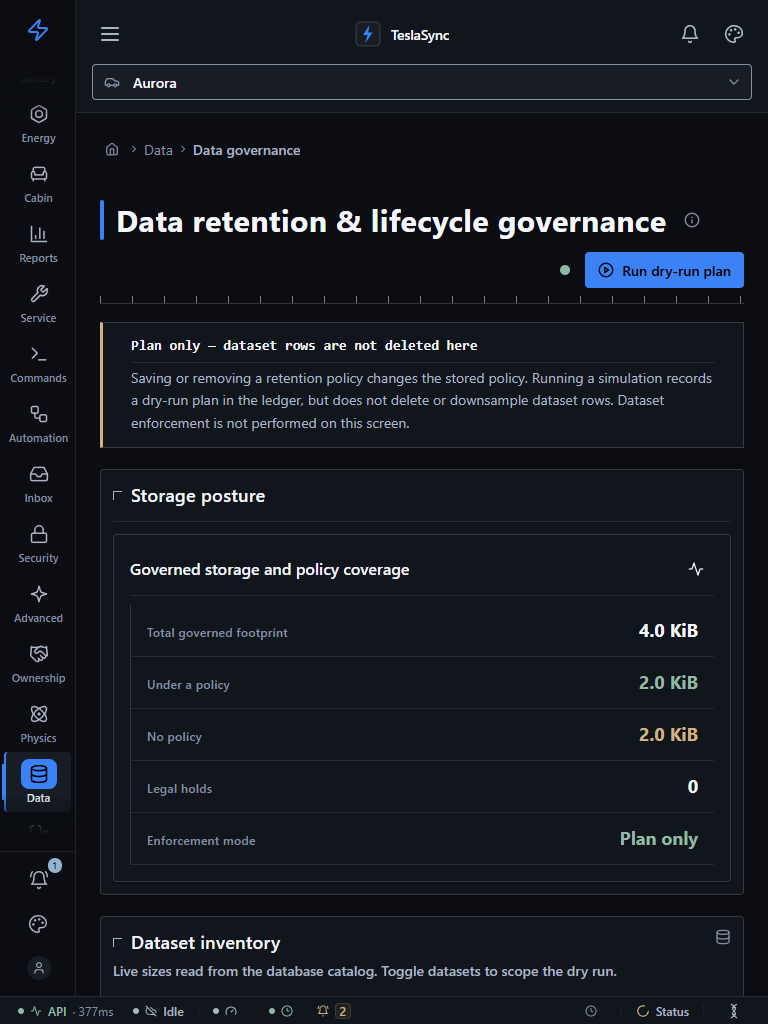 TeslaSync
Aurora
Data
Data governance
Energy
Cabin
Reports
Service
Commands
Automation
Inbox
Security
Advanced
Ownership
Physics
Data
1
Data retention & lifecycle governance
Run dry-run plan
Plan only — dataset rows are not deleted here
Saving or removing a retention policy changes the stored policy. Running a simulation records
a dry-run plan in the ledger, but does not delete or downsample dataset rows. Dataset
enforcement is not performed on this screen.
Storage posture
Governed storage and policy coverage
Total governed footprint 4.0 KiB
Under a policy 2.0 KiB
No policy 2.0 KiB
Legal holds 0
Enforcement mode Plan only
Dataset inventory
Live sizes read from the database catalog. Toggle datasets to scope the dry run.
API · 377ms Idle 2 Status